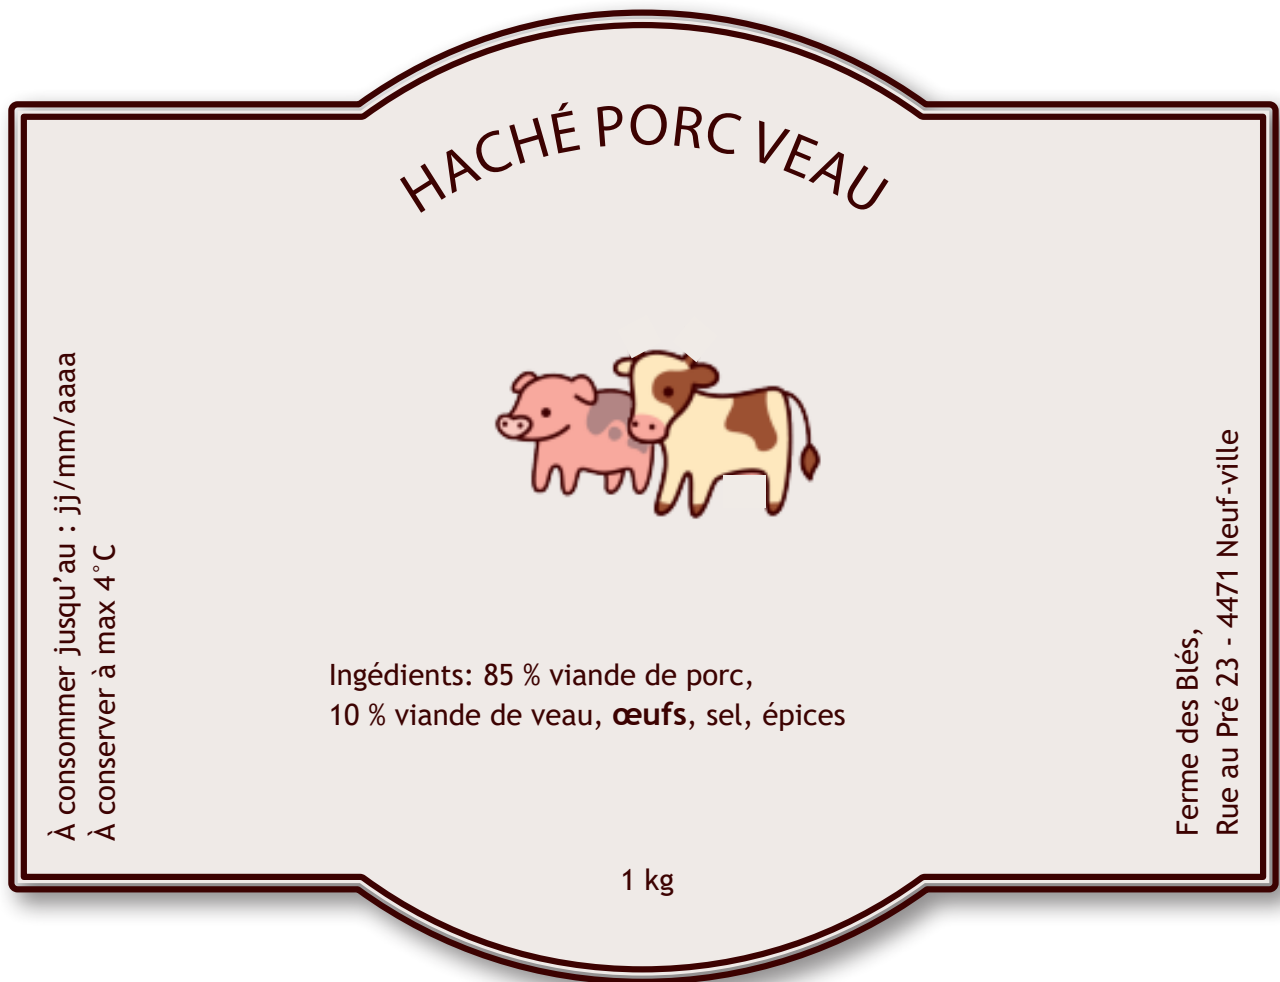 HACHÉ PORC VEAU
À consommer jusqu’au : jj/mm/aaaa
À conserver à max 4°C
Ingédients: 85 % viande de porc,
10 % viande de veau, œufs, sel, épices
1 kg
Ferme des Blés,
Rue au Pré 23 - 4471 Neuf-ville